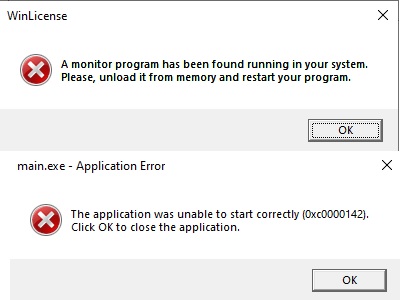 WinLicense
A monitor program has been found running in your system.
Please, unload it from memory and restart your program.
OK
main.exe - Application Error
The application was unable to start correctly (0xc0000142).
Click OK to close the application.
OK